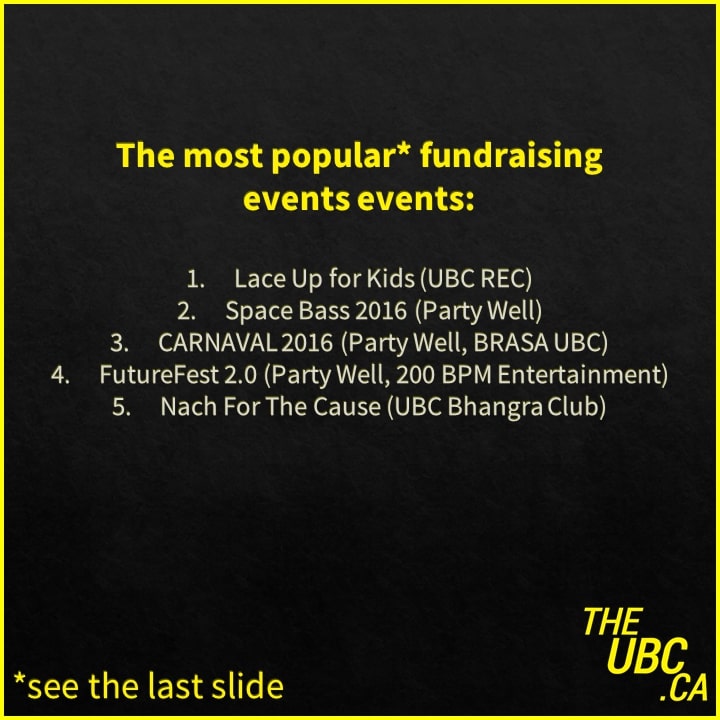 The most popular* fundraising
events events:
1. Lace Up for Kids (UBC REC)
2. Space Bass 2016 (Party Well)
3. CARNAVAL 2016 (Party Well, BRASA UBC)
4. FutureFest 2.0 (Party Well, 200 BPM Entertainment)
5. Nach For The Cause (UBC Bhangra Club)
THE
UBC
.CA
*see the last slide